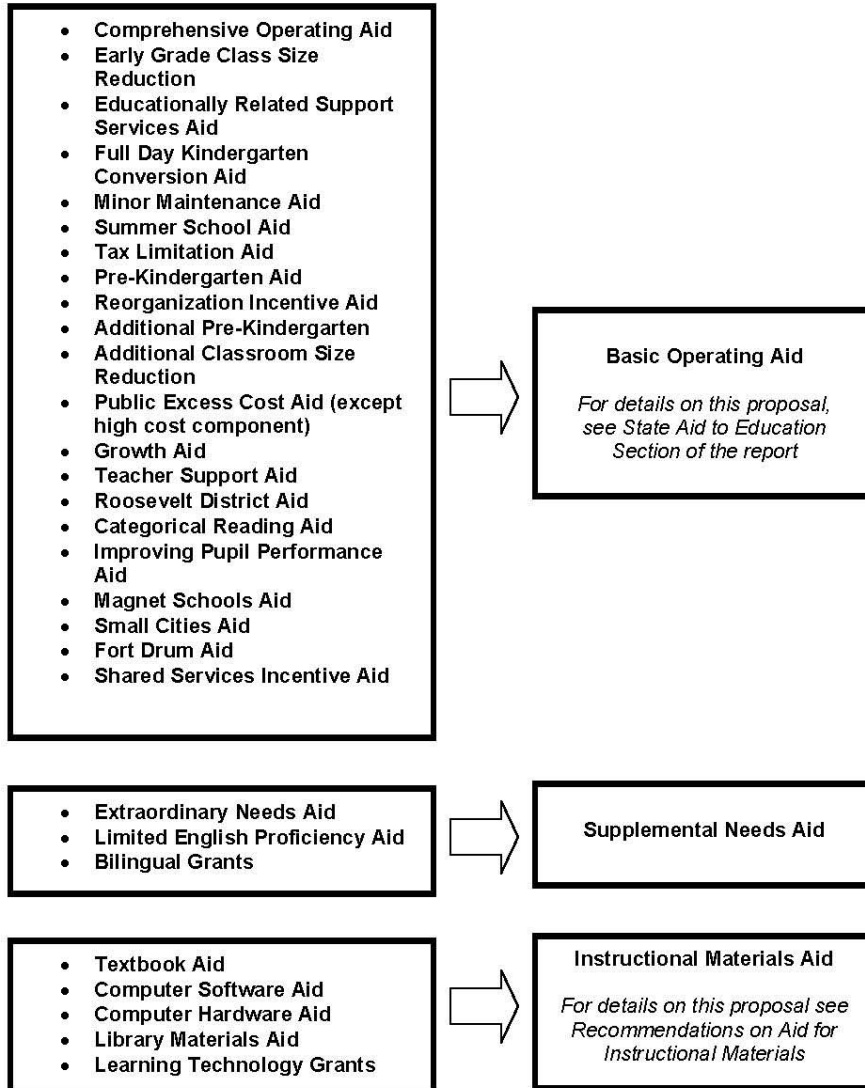 • Comprehensive Operating Aid
• Early Grade Class Size
Reduction
• Educationally Related Support
Services Aid
• Full Day Kindergarten
Conversion Aid
• Minor Maintenance Aid
• Summer School Aid
• Tax Limitation Aid
• Pre-Kindergarten Aid
• Reorganization Incentive Aid
• Additional Pre-Kindergarten
• Additional Classroom Size
Reduction
• Public Excess Cost Aid (except
high cost component)
• Growth Aid
• Teacher Support Aid
• Roosevelt District Aid
• Categorical Reading Aid
• Improving Pupil Performance
Aid
• Magnet Schools Aid
• Small Cities Aid
• Fort Drum Aid
• Shared Services Incentive Aid
Basic Operating Aid
For details on this proposal,
see State Aid to Education
Section of the report
• Extraordinary Needs Aid
• Limited English Proficiency Aid
• Bilingual Grants
Supplemental Needs Aid
• Textbook Aid
• Computer Software Aid
• Computer Hardware Aid
• Library Materials Aid
• Learning Technology Grants
Instructional Materials Aid
For details on this proposal see
Recommendations on Aid for
Instructional Materials